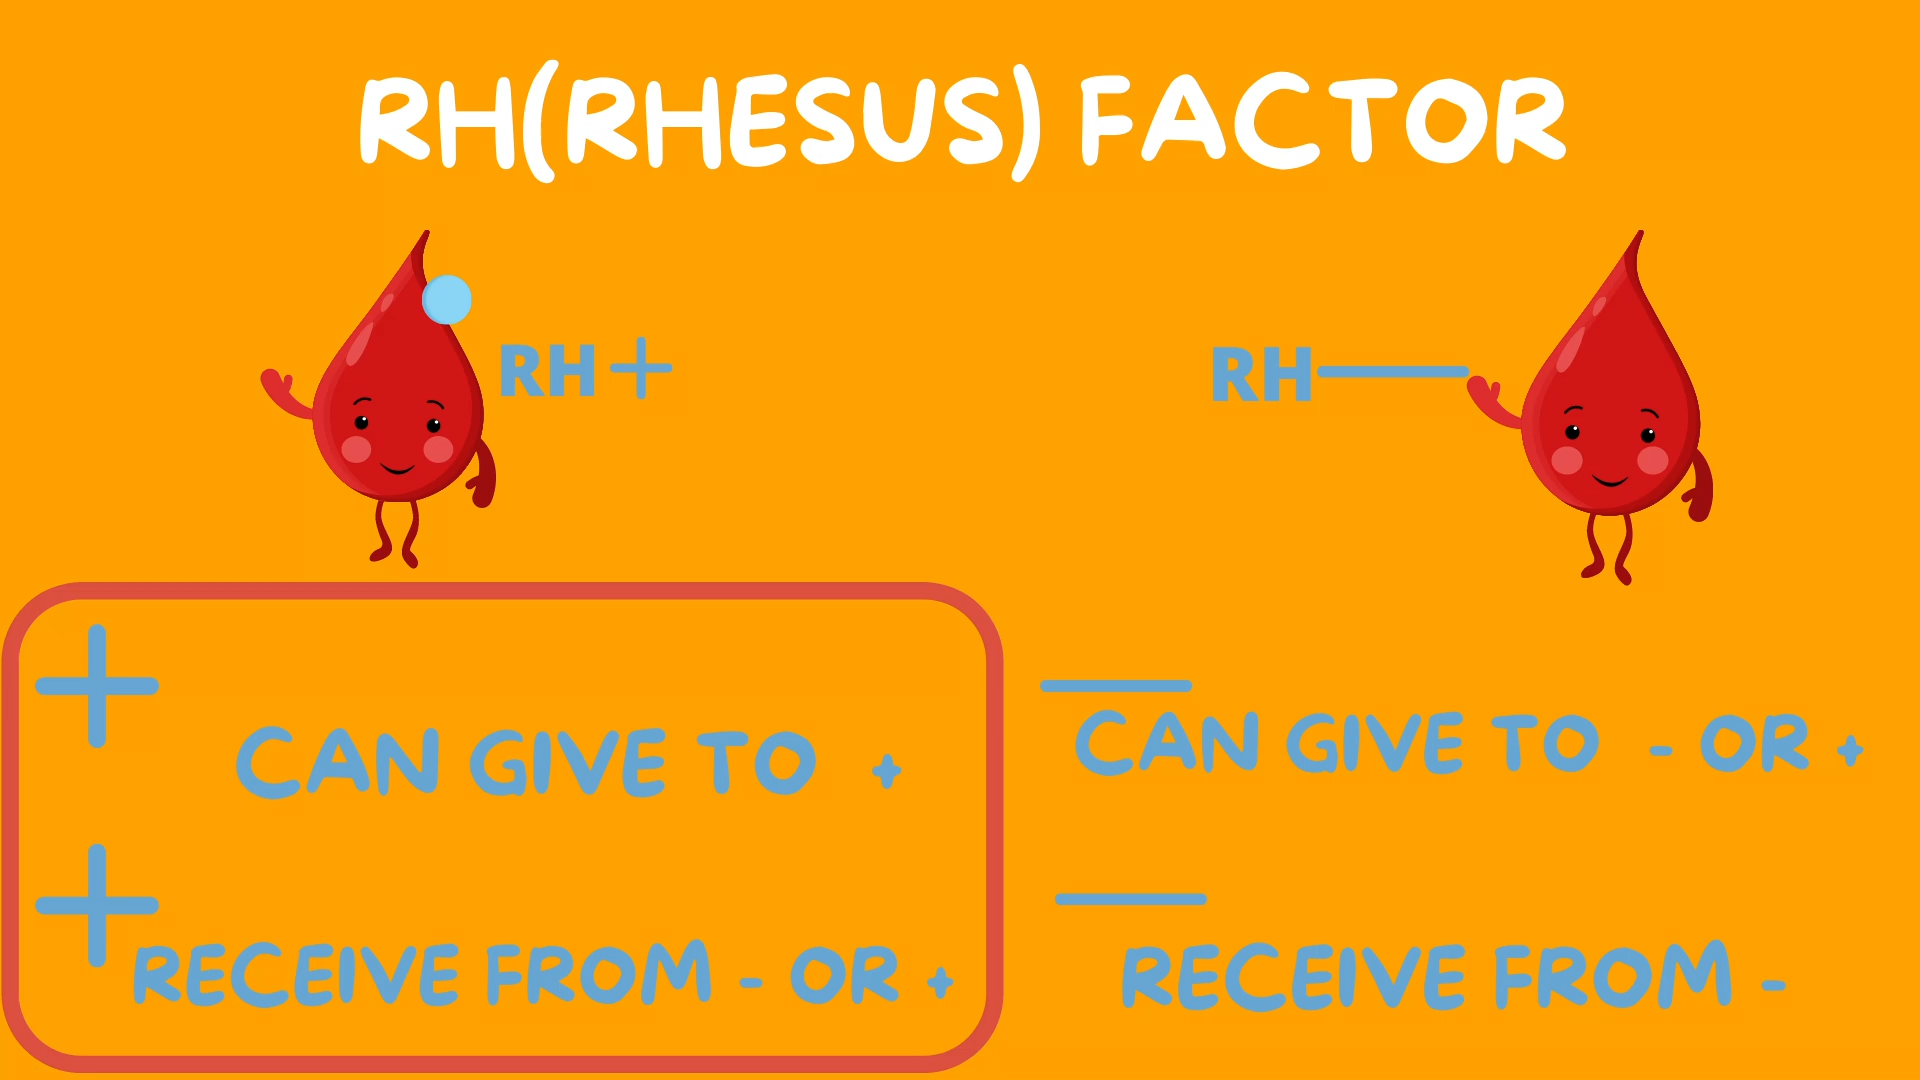 RH(RHESUS) FACTOR
RH+
RH—
+
CAN GIVE TO +
+
RECEIVE FROM - OR +
—
CAN GIVE TO - OR +
—
RECEIVE FROM -